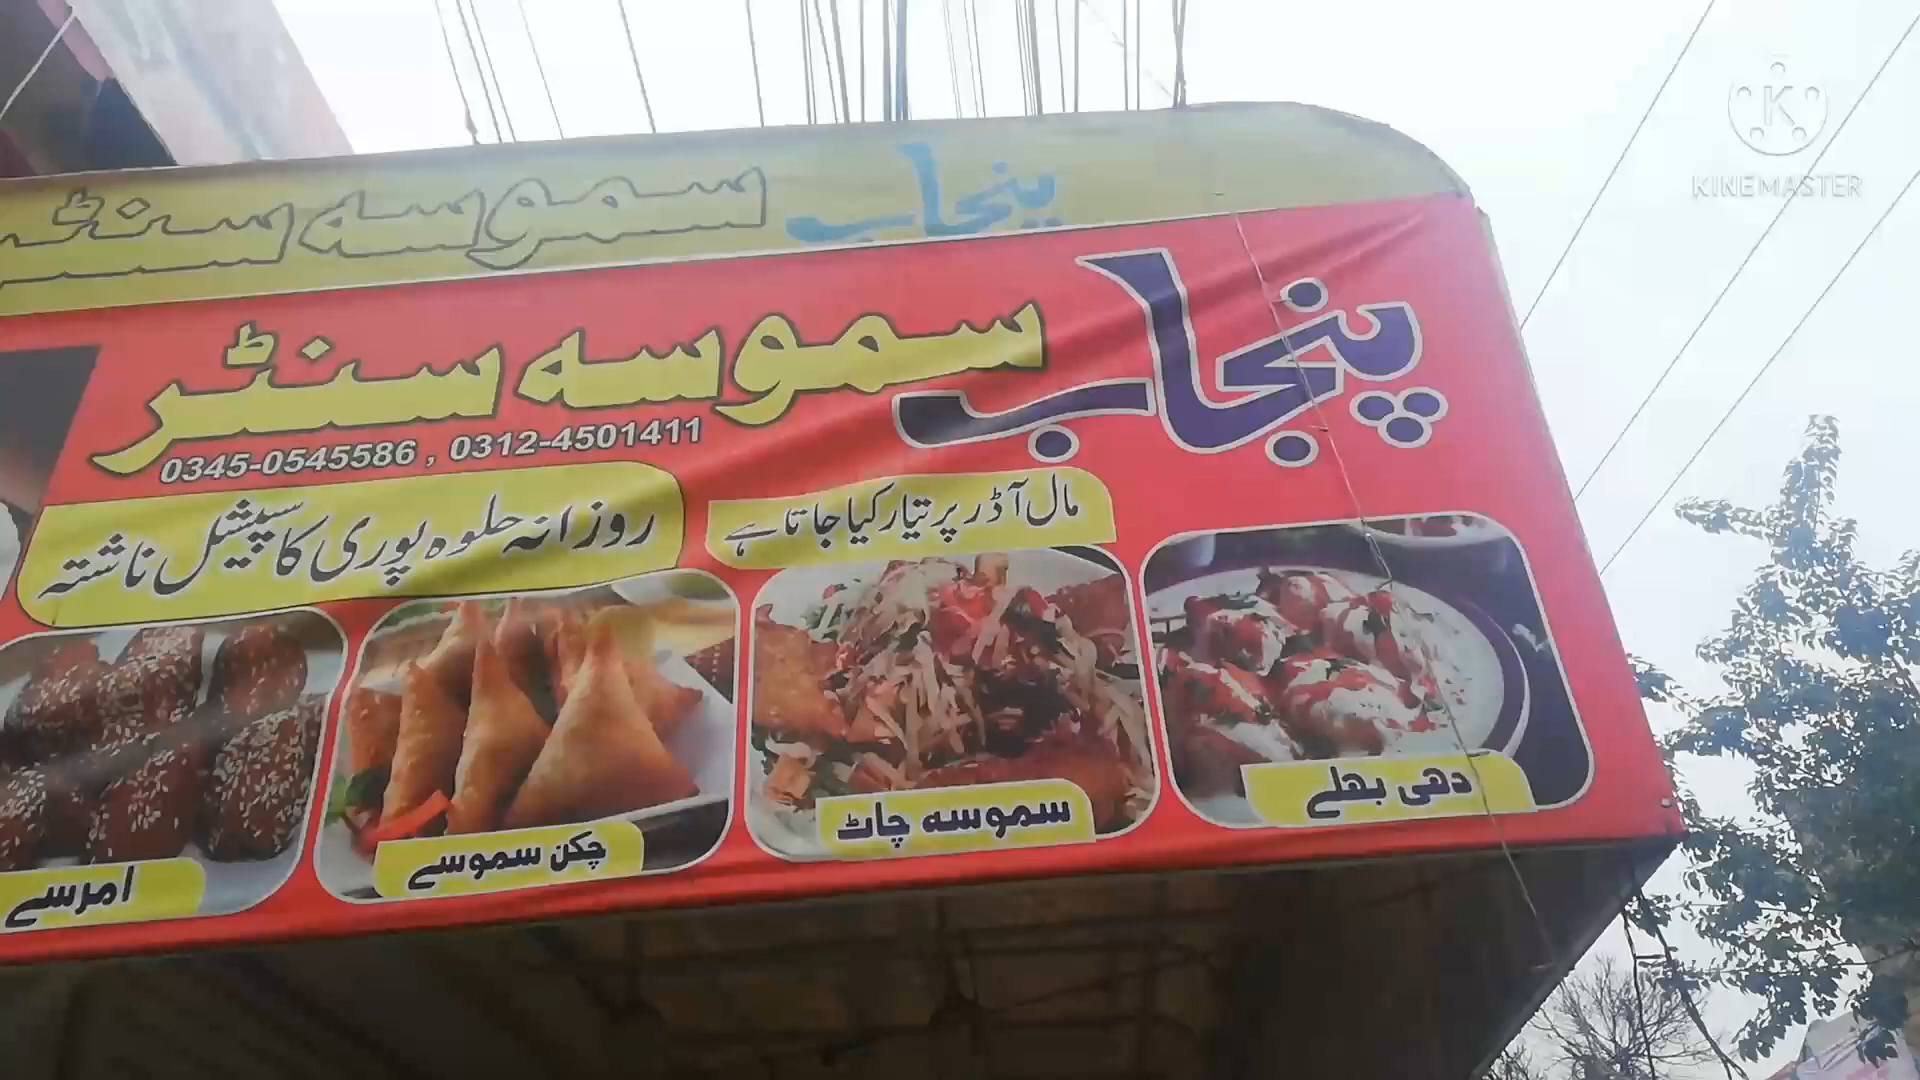 پنجاب سموسہ سنٹر
پنجاب سموسہ سنٹر
0345-0545586 , 0312-4501411
مال آڈر پر تیار کیا جاتا ہے
روزانہ حلوہ پوری کا سپیشل ناشتہ
دھی بھلے
سموسہ چاٹ
چکن سموسے
امرسے
K
KINEMASTER